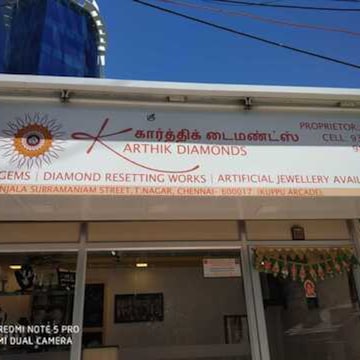 கார்த்திக் டைமண்ட்ஸ்
KARTHIK DIAMONDS
PROPRIETOR
CELL: 9
GEMS | DIAMOND RESETTING WORKS | ARTIFICIAL JEWELLERY AVAIL
NJALA SUBRAMANIAM STREET, T.NAGAR, CHENNAI- 600017 (KUPPU ARCADE)
REDMI NOTE 5 PRO
MI DUAL CAMERA